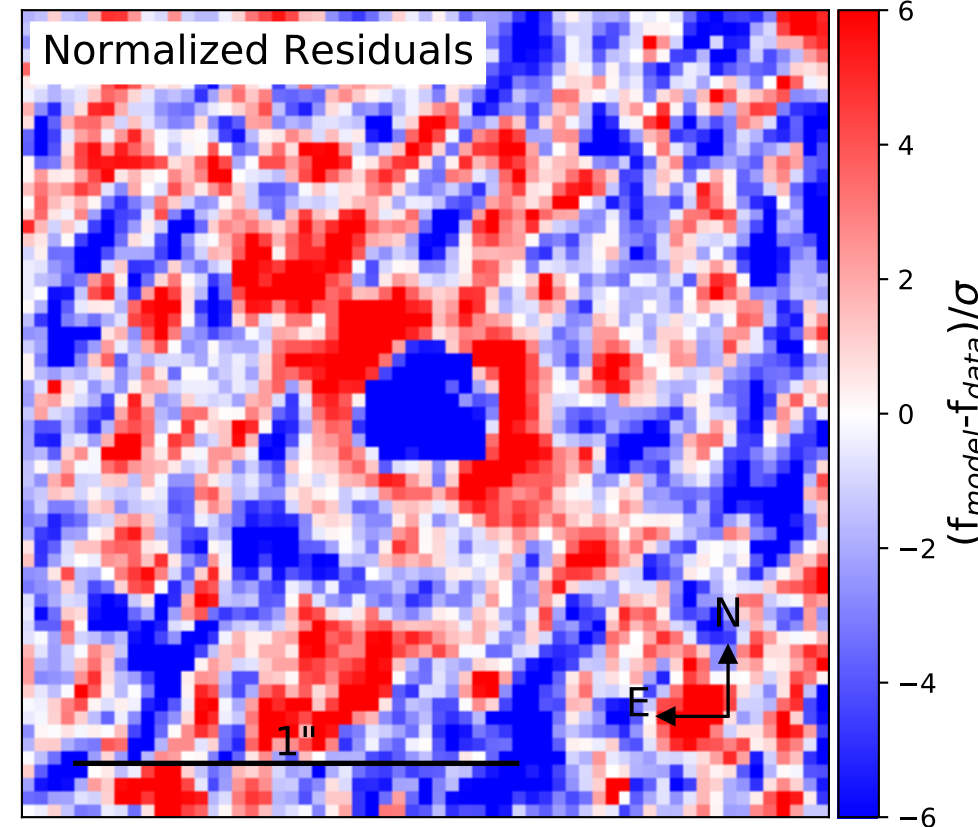 Normalized Residuals
6
4
2
0
−2
−4
−6
(f_model-f_data)/σ
N
E
1"